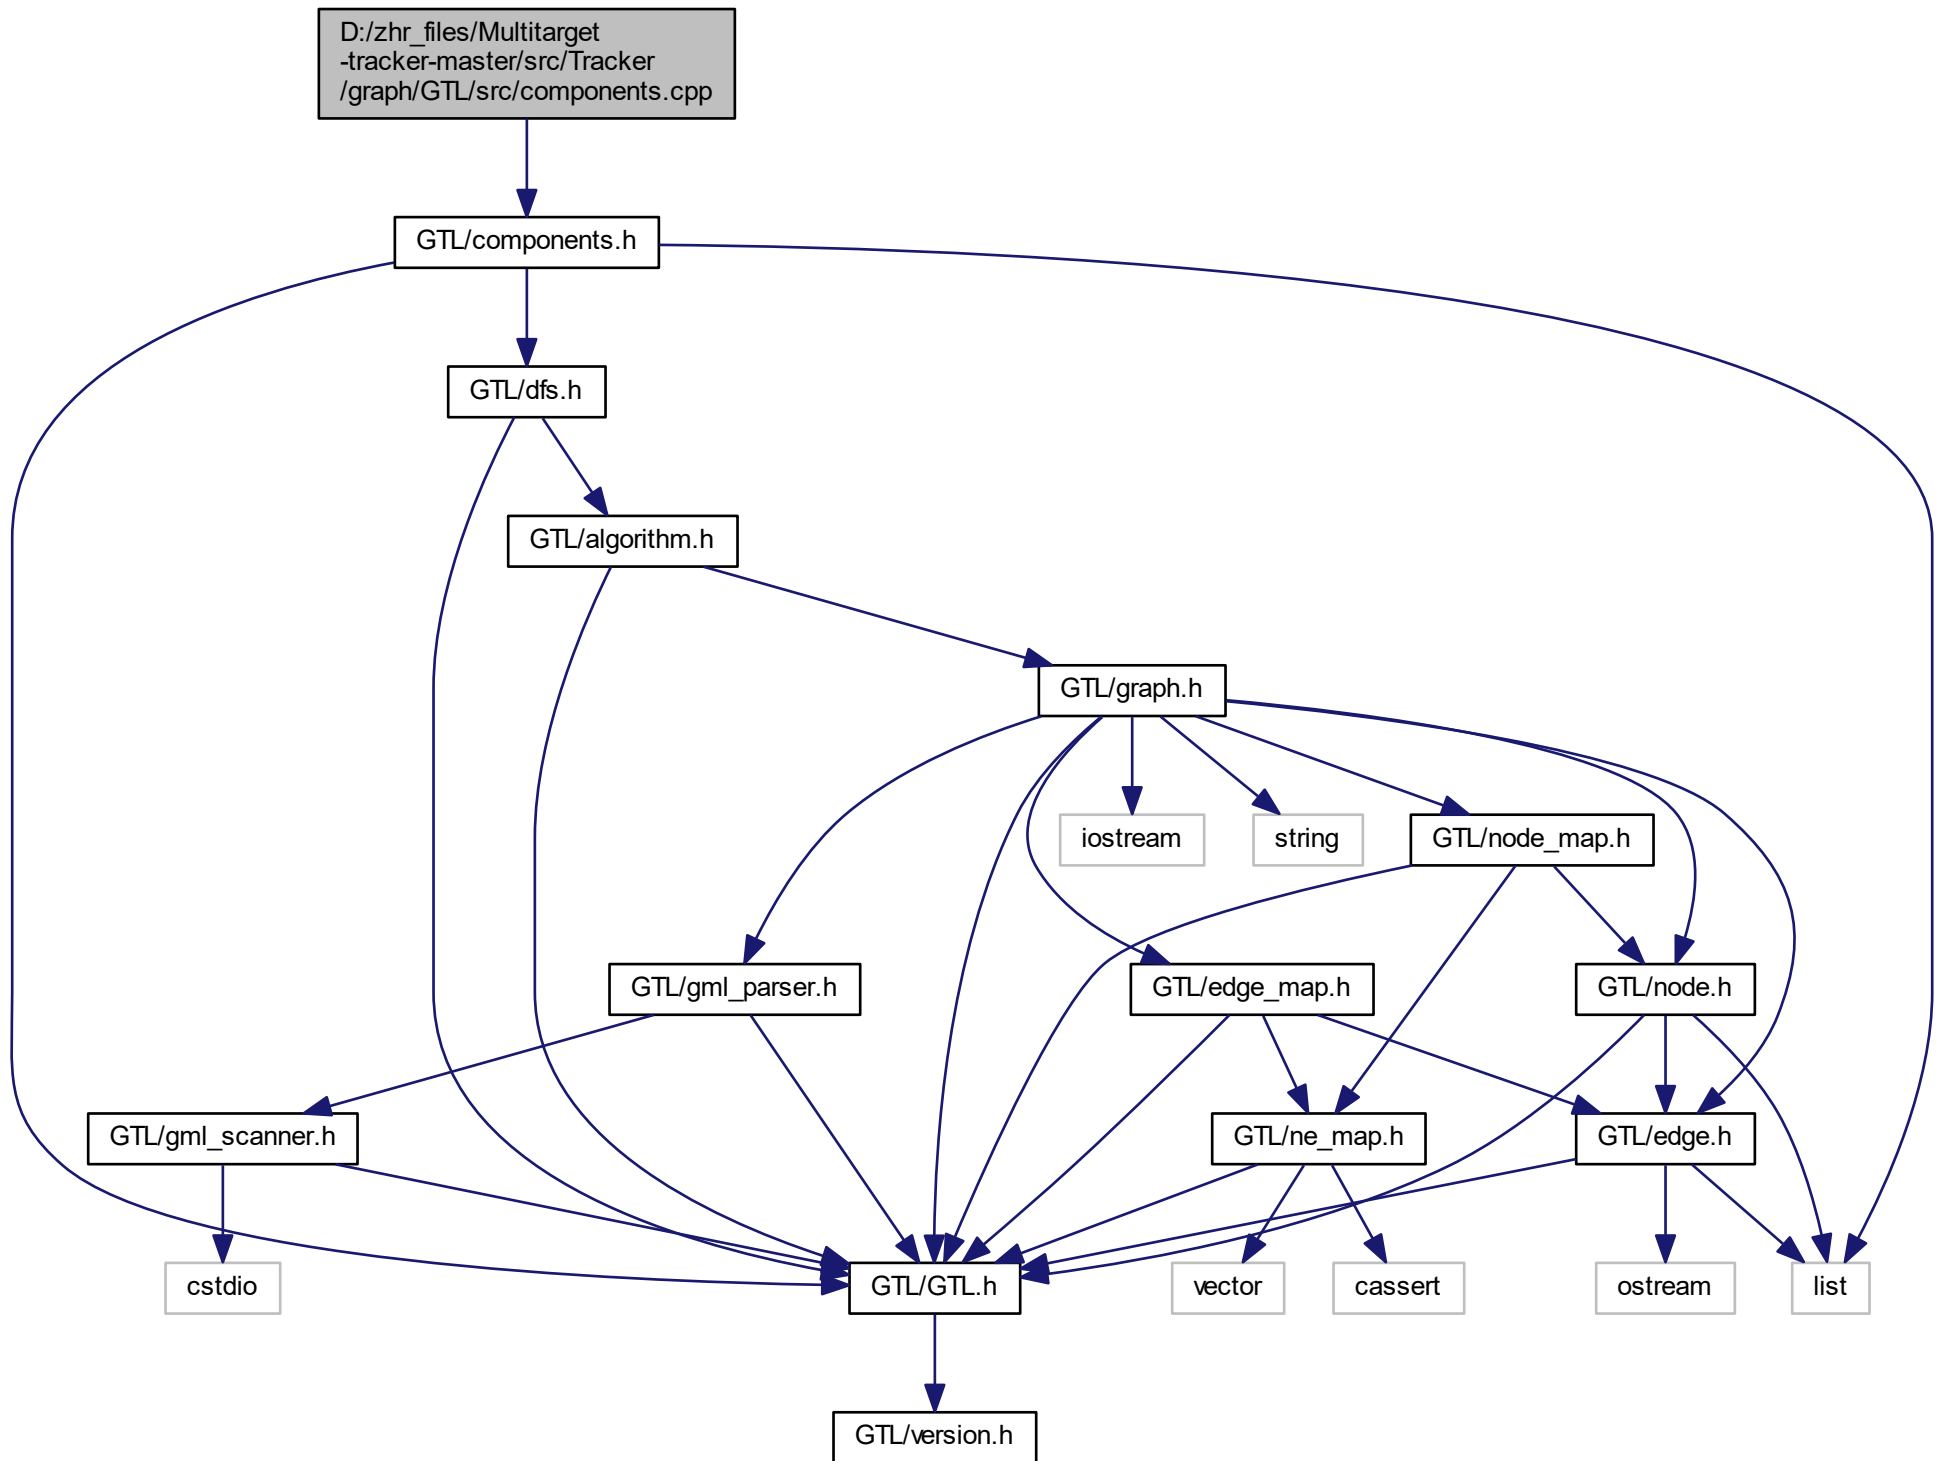 D:/zhr_files/Multitarget
-tracker-master/src/Tracker
/graph/GTL/src/components.cpp
GTL/components.h
GTL/dfs.h
GTL/algorithm.h
GTL/graph.h
iostream
string
GTL/node_map.h
GTL/gml_parser.h
GTL/edge_map.h
GTL/node.h
GTL/gml_scanner.h
GTL/ne_map.h
GTL/edge.h
cstdio
GTL/GTL.h
vector
cassert
ostream
list
GTL/version.h